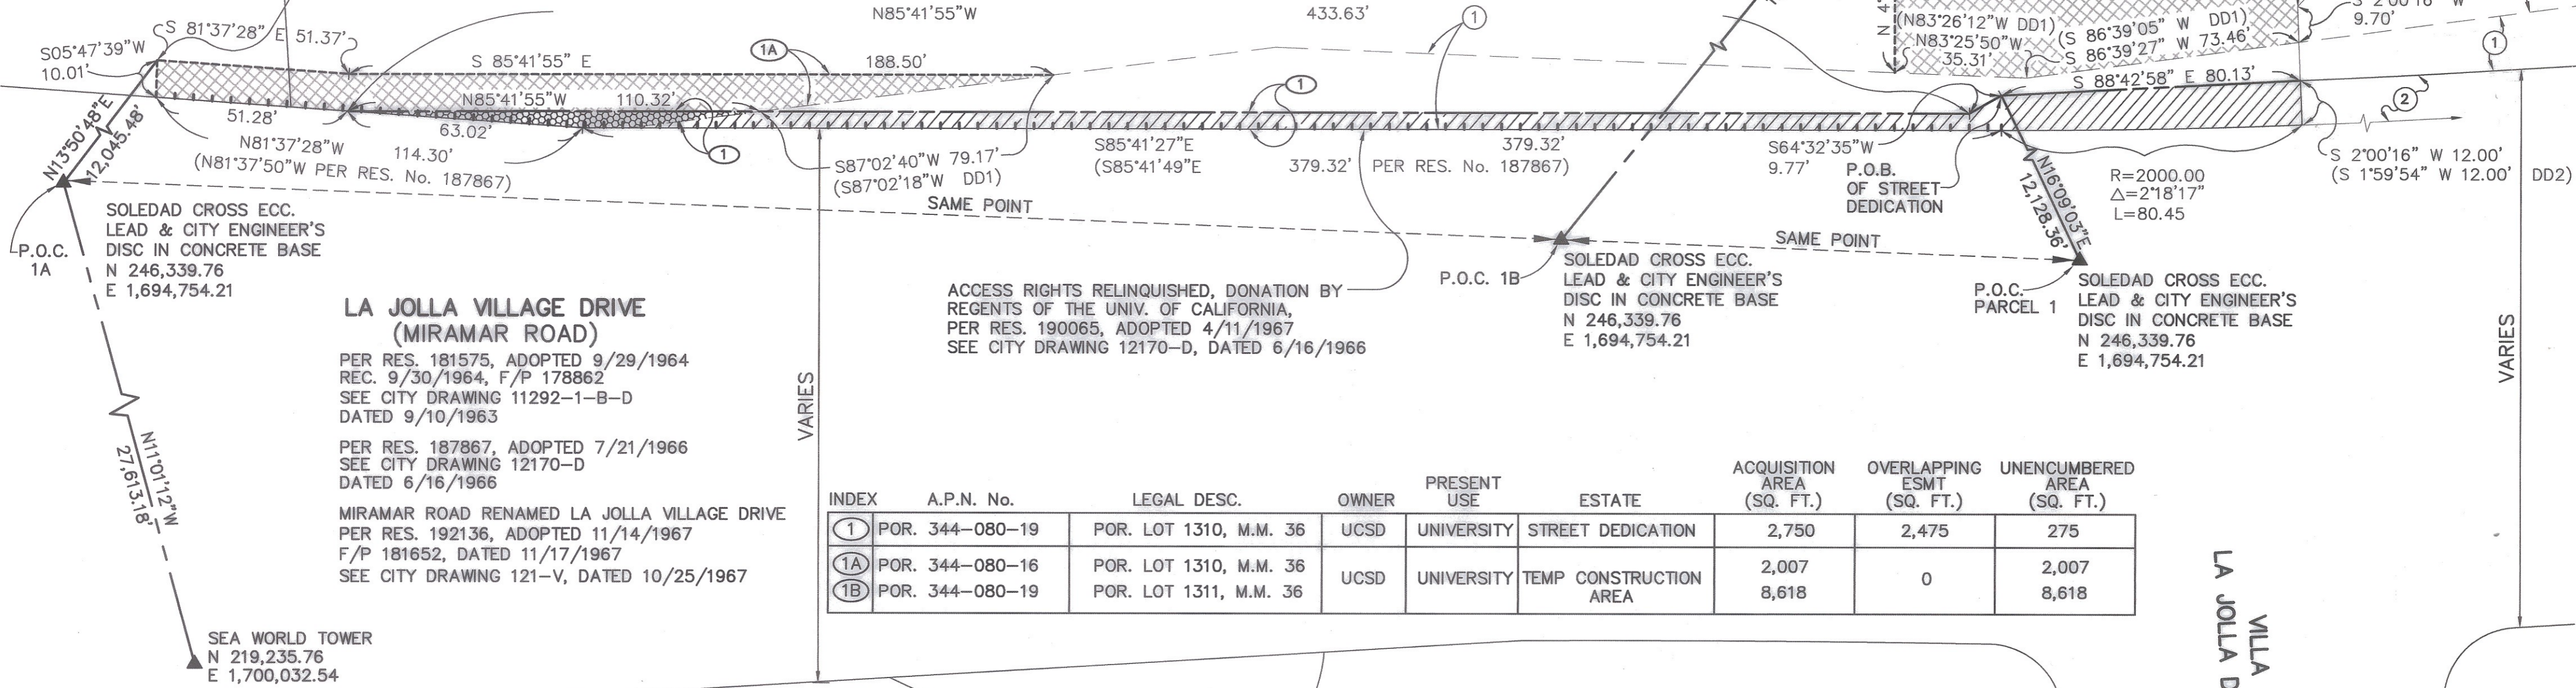 N85°41'55"W
433.63'
1
S 81°37'28" E 51.37'
S05°47'39"W
10.01'
1A
S 85°41'55" E
188.50'
1
N85°41'55"W
110.32'
51.28'
63.02'
N81°37'28"W
114.30'
(N81°37'50"W PER RES. No. 187867)
1
S87°02'40"W 79.17'
(S87°02'18"W DD1)
S85°41'27"E
379.32'
(S85°41'49"E 379.32' PER RES. No. 187867)
S64°32'35"W
9.77'
P.O.B.
OF STREET
DEDICATION
(N83°26'12"W DD1)
N83°25'50"W
35.31'
(S 86°39'05" W DD1)
S 86°39'27" W 73.46'
S 88°42'58" E 80.13'
S 2°00'16" W
9.70'
1
2
S 2°00'16" W 12.00'
(S 1°59'54" W 12.00' DD2)
R=2000.00
△=2°18'17"
L=80.45
N16°09'03"E
12,128.36'
N13°50'48"E
12,045.48'
SAME POINT
SAME POINT
P.O.C.
1A
SOLEDAD CROSS ECC.
LEAD & CITY ENGINEER'S
DISC IN CONCRETE BASE
N 246,339.76
E 1,694,754.21
P.O.C. 1B
SOLEDAD CROSS ECC.
LEAD & CITY ENGINEER'S
DISC IN CONCRETE BASE
N 246,339.76
E 1,694,754.21
P.O.C.
PARCEL 1
SOLEDAD CROSS ECC.
LEAD & CITY ENGINEER'S
DISC IN CONCRETE BASE
N 246,339.76
E 1,694,754.21
ACCESS RIGHTS RELINQUISHED, DONATION BY
REGENTS OF THE UNIV. OF CALIFORNIA,
PER RES. 190065, ADOPTED 4/11/1967
SEE CITY DRAWING 12170-D, DATED 6/16/1966
LA JOLLA VILLAGE DRIVE
(MIRAMAR ROAD)
PER RES. 181575, ADOPTED 9/29/1964
REC. 9/30/1964, F/P 178862
SEE CITY DRAWING 11292-1-B-D
DATED 9/10/1963
PER RES. 187867, ADOPTED 7/21/1966
SEE CITY DRAWING 12170-D
DATED 6/16/1966
MIRAMAR ROAD RENAMED LA JOLLA VILLAGE DRIVE
PER RES. 192136, ADOPTED 11/14/1967
F/P 181652, DATED 11/17/1967
SEE CITY DRAWING 121-V, DATED 10/25/1967
N11°01'12"W
27,613.18'
SEA WORLD TOWER
N 219,235.76
E 1,700,032.54
VARIES
VARIES
INDEX A.P.N. No. LEGAL DESC. OWNER PRESENT USE ESTATE ACQUISITION AREA (SQ. FT.) OVERLAPPING ESMT (SQ. FT.) UNENCUMBERED AREA (SQ. FT.)
1 POR. 344-080-19 POR. LOT 1310, M.M. 36 UCSD UNIVERSITY STREET DEDICATION 2,750 2,475 275
1A POR. 344-080-16 POR. LOT 1310, M.M. 36 UCSD UNIVERSITY TEMP CONSTRUCTION AREA 2,007 0 2,007
1B POR. 344-080-19 POR. LOT 1311, M.M. 36 8,618 8,618
VILLA
LA JOLLA D